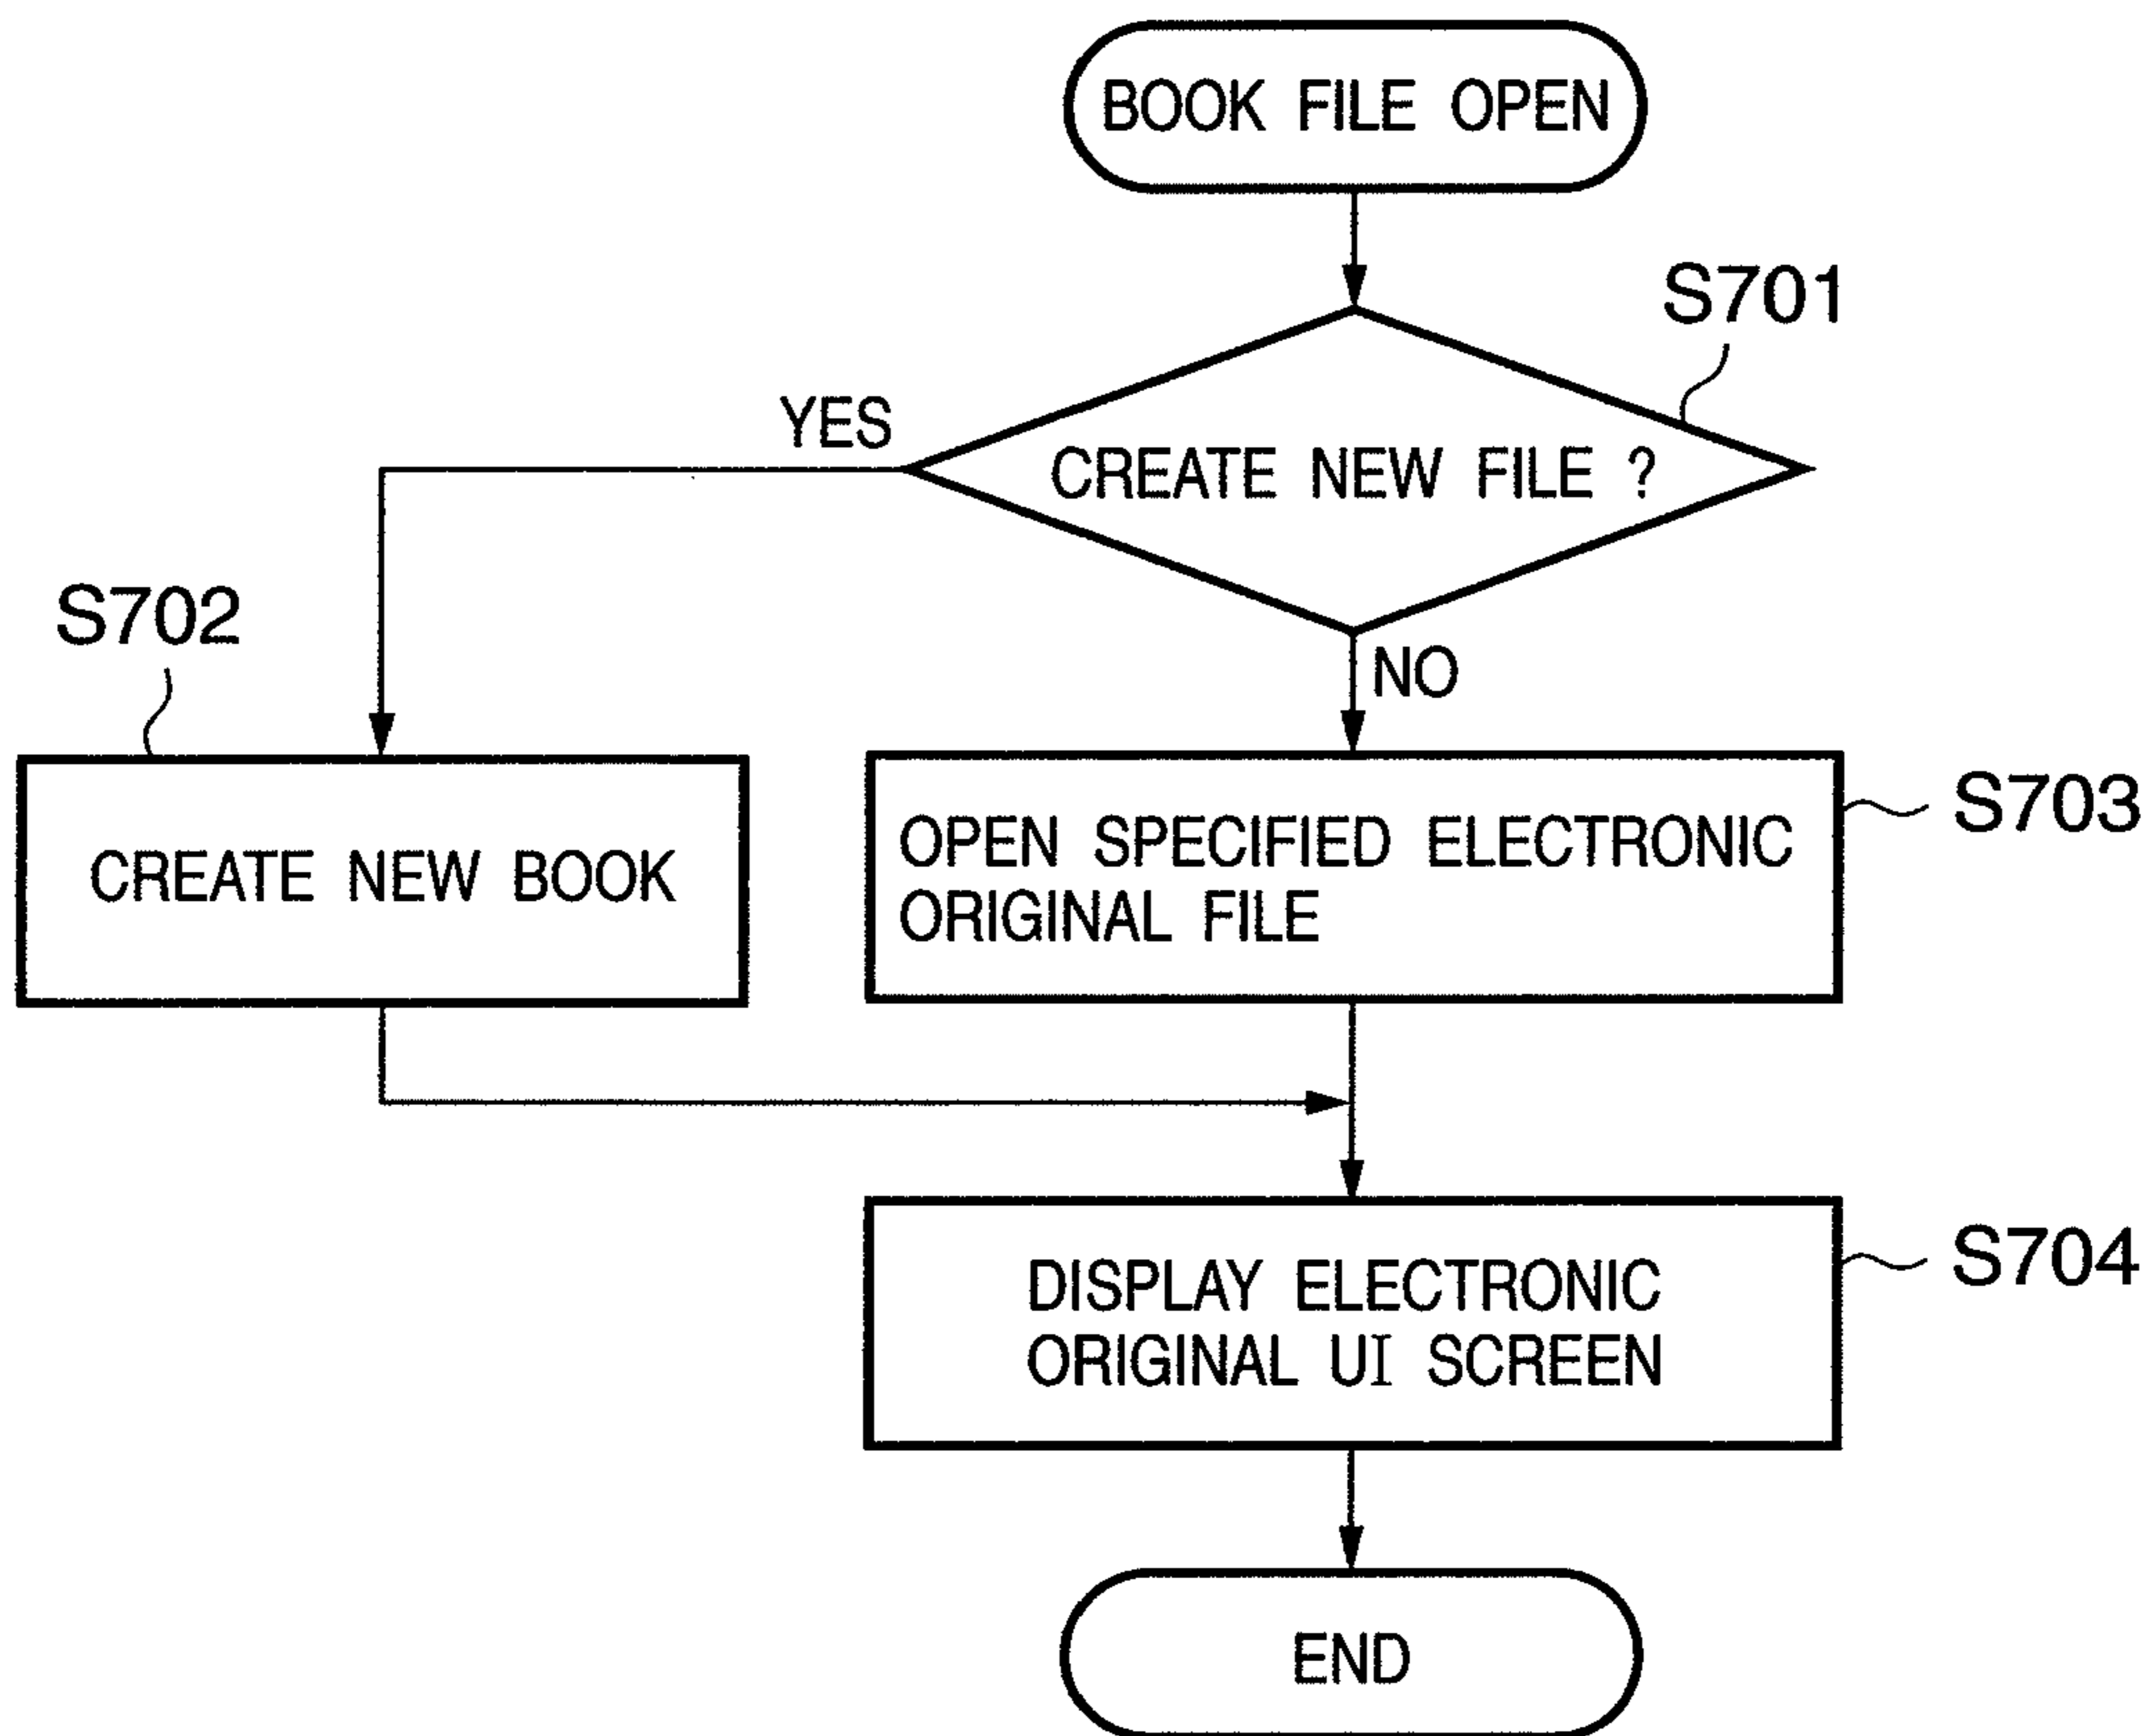 BOOK FILE OPEN
S701
CREATE NEW FILE ?
YES
NO
S702
CREATE NEW BOOK
S703
OPEN SPECIFIED ELECTRONIC
ORIGINAL FILE
S704
DISPLAY ELECTRONIC
ORIGINAL UI SCREEN
END